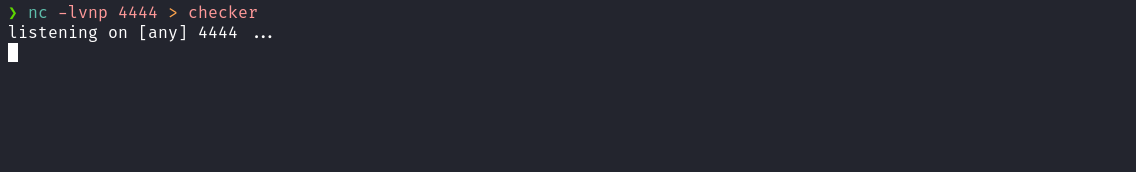 ❯ nc -lvnp 4444 > checker
listening on [any] 4444 ...